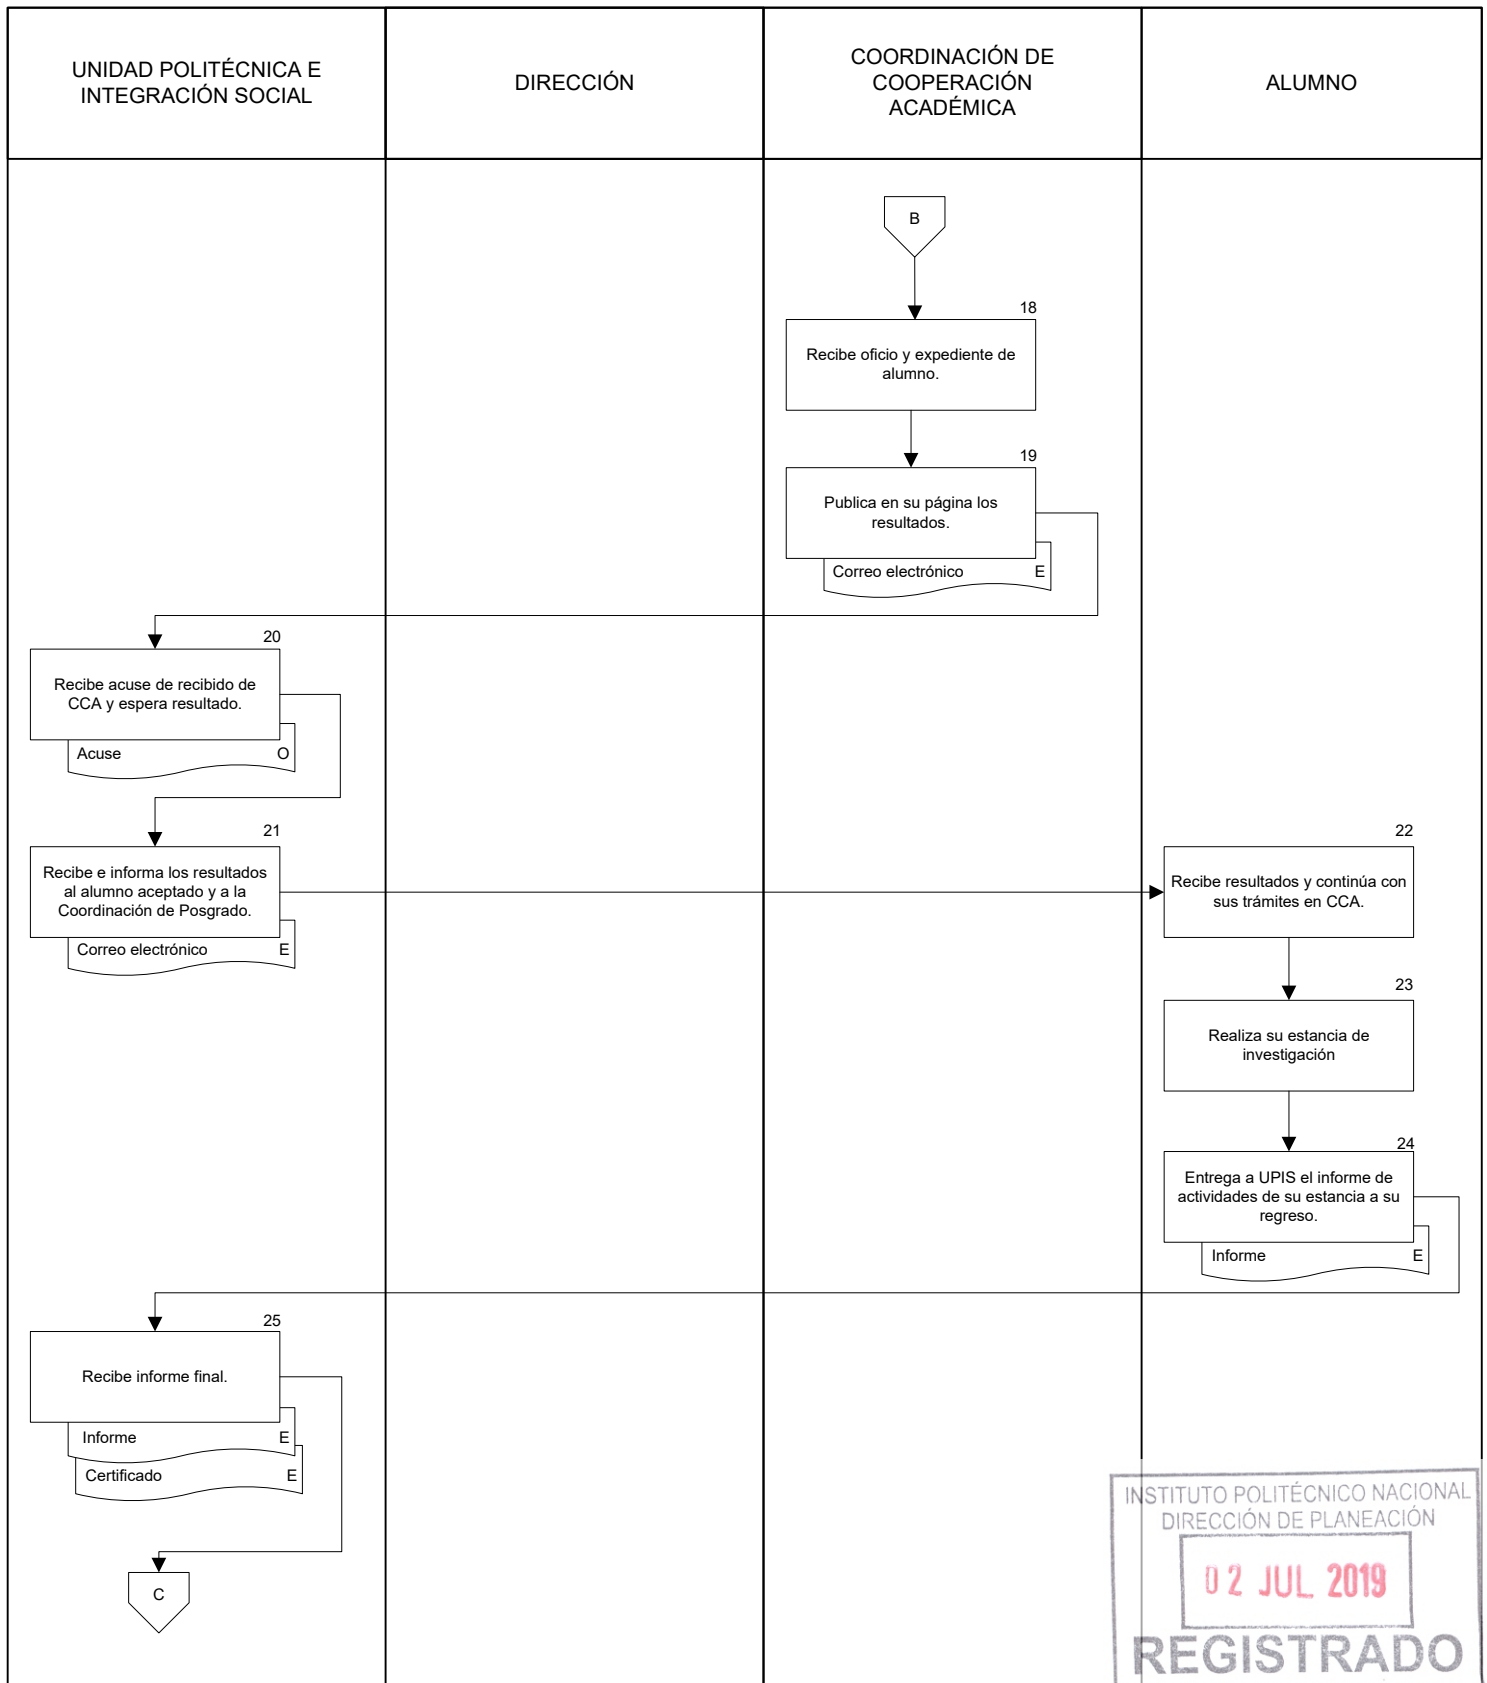 UNIDAD POLITÉCNICA E
INTEGRACIÓN SOCIAL
DIRECCIÓN
COORDINACIÓN DE
COOPERACIÓN
ACADÉMICA
ALUMNO
B
18
Recibe oficio y expediente de
alumno.
19
Publica en su página los
resultados.
Correo electrónico E
20
Recibe acuse de recibido de
CCA y espera resultado.
Acuse O
21
Recibe e informa los resultados
al alumno aceptado y a la
Coordinación de Posgrado.
Correo electrónico E
22
Recibe resultados y continúa con
sus trámites en CCA.
23
Realiza su estancia de
investigación
24
Entrega a UPIS el informe de
actividades de su estancia a su
regreso.
Informe E
25
Recibe informe final.
Informe E
Certificado E
C
INSTITUTO POLITÉCNICO NACIONAL
DIRECCIÓN DE PLANEACIÓN
02 JUL 2019
REGISTRADO